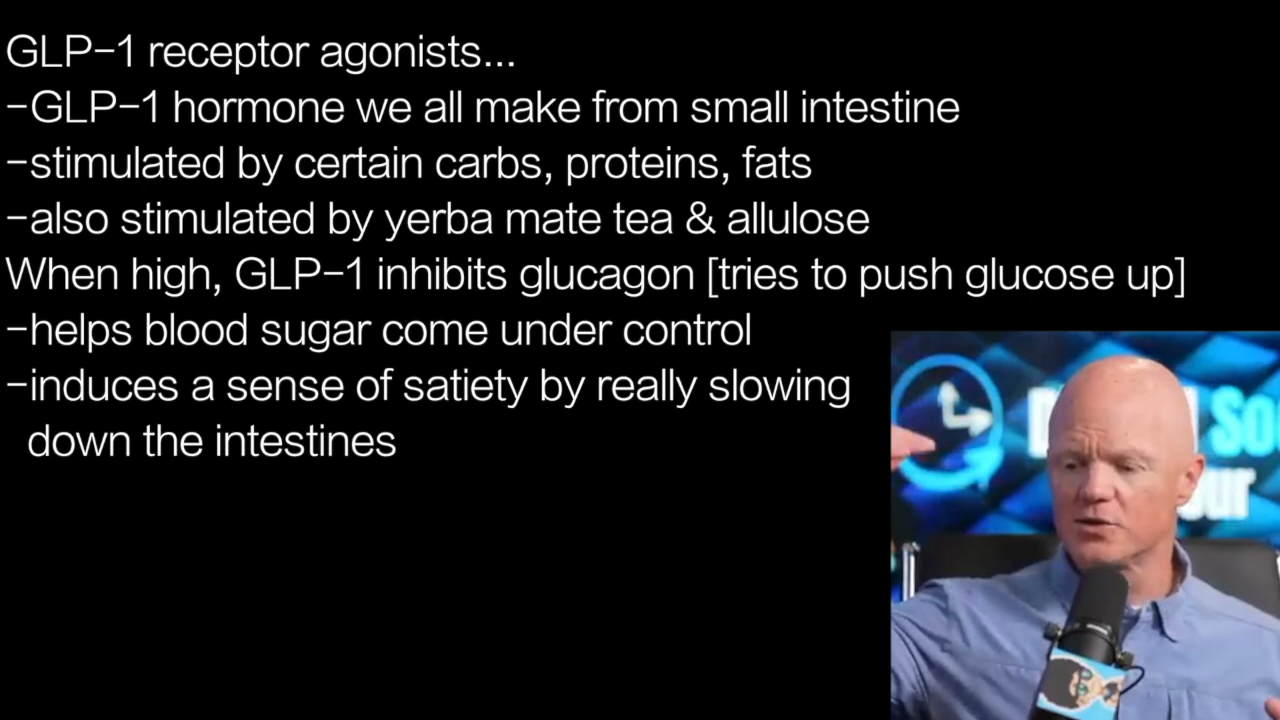 GLP-1 receptor agonists...
-GLP-1 hormone we all make from small intestine
-stimulated by certain carbs, proteins, fats
-also stimulated by yerba mate tea & allulose
When high, GLP-1 inhibits glucagon [tries to push glucose up]
-helps blood sugar come under control
-induces a sense of satiety by really slowing
down the intestines